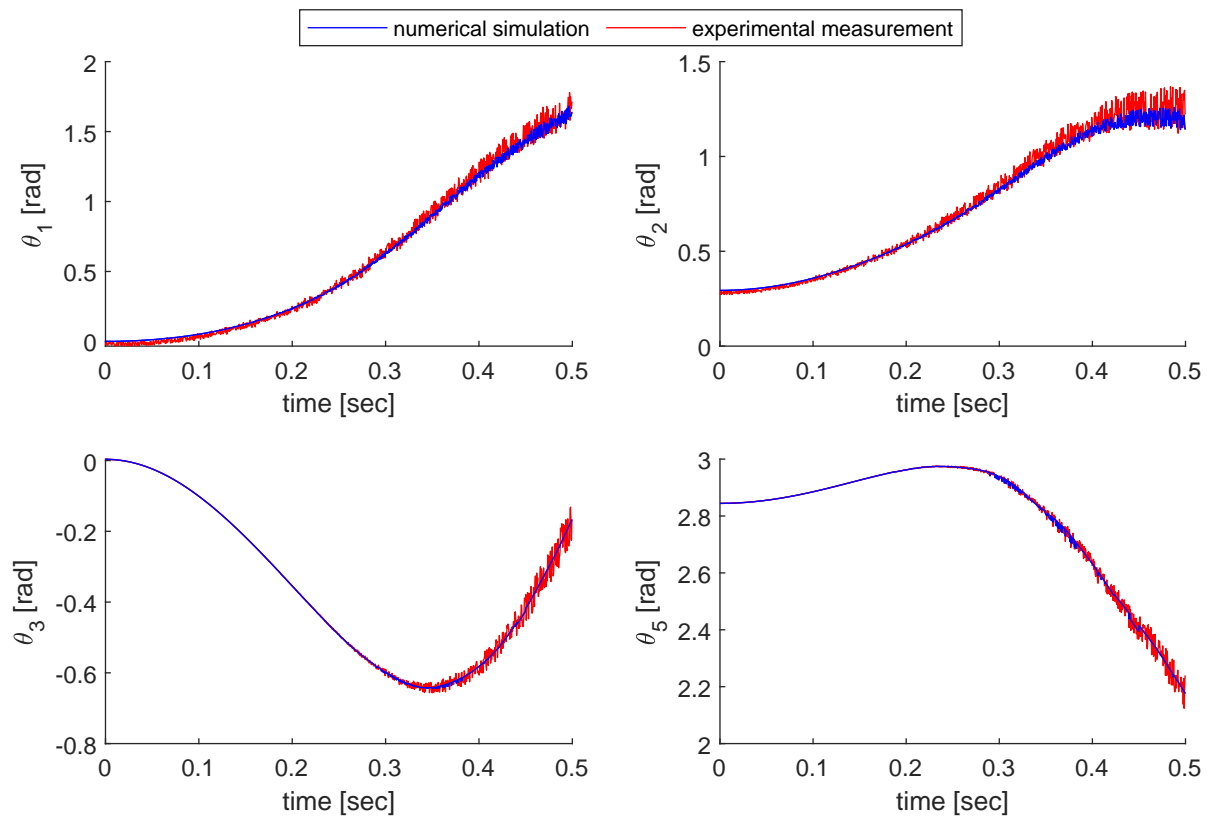 numerical simulation experimental measurement
2
1.5
1
0.5
0
θ1 [rad]
0 0.1 0.2 0.3 0.4 0.5
time [sec]
1.5
1
0.5
0
θ2 [rad]
0 0.1 0.2 0.3 0.4 0.5
time [sec]
0
-0.2
-0.4
-0.6
-0.8
θ3 [rad]
0 0.1 0.2 0.3 0.4 0.5
time [sec]
3
2.8
2.6
2.4
2.2
2
θ5 [rad]
0 0.1 0.2 0.3 0.4 0.5
time [sec]